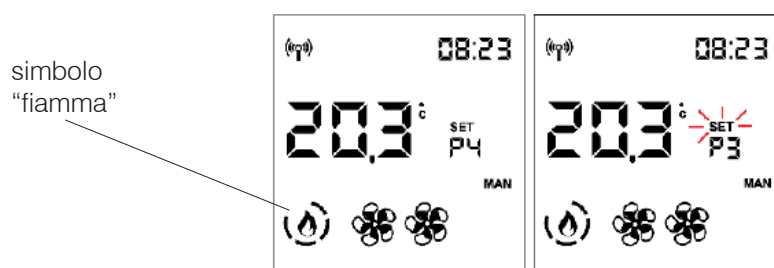 simbolo
“fiamma”
08:23
20,3 °c
SET
P4
MAN
08:23
20,3 °c
SET
P3
MAN